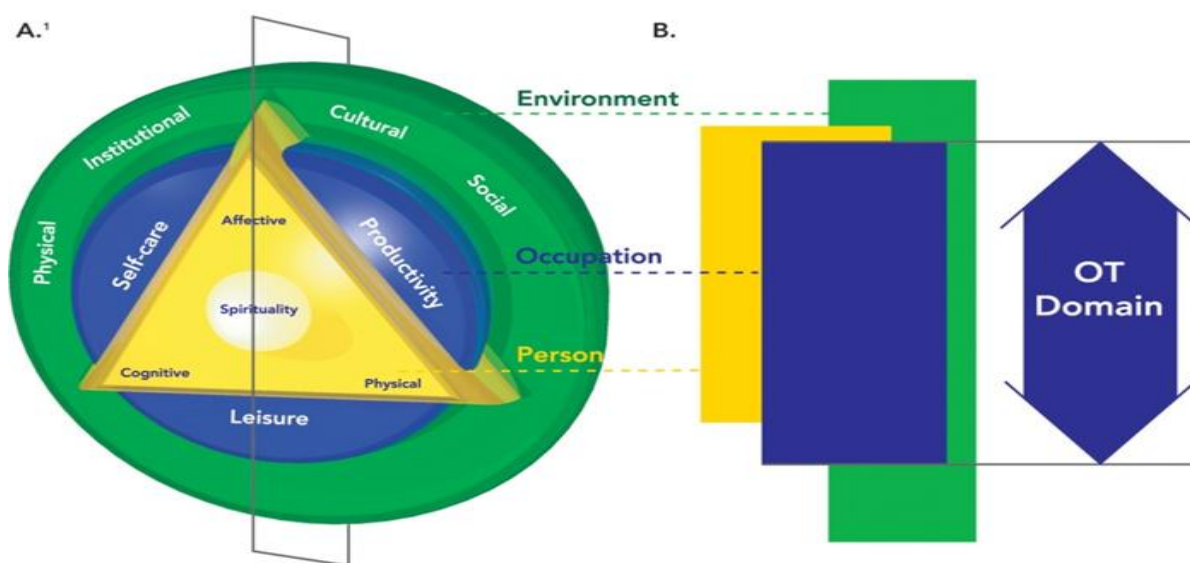 A.¹
B.
Environment
Institutional
Cultural
Social
Physical
Affective
Self-care
Productivity
Occupation
OT
Domain
Spirituality
Person
Cognitive
Physical
Leisure